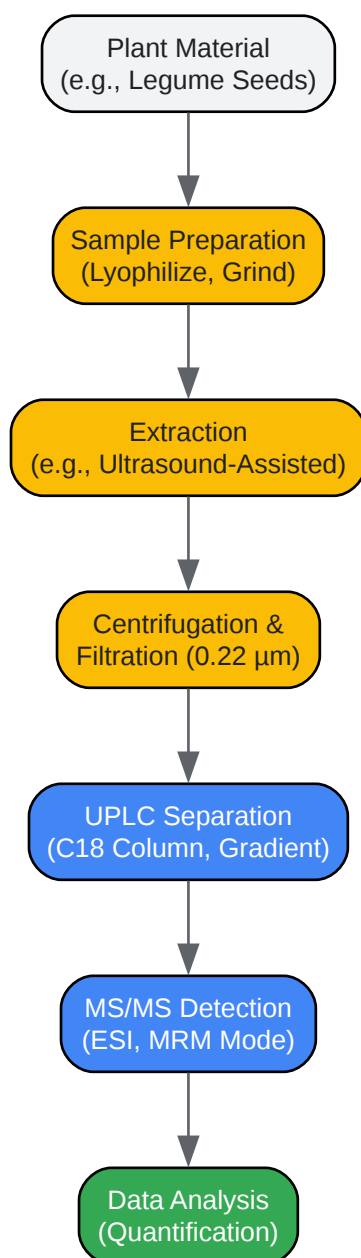 Plant Material
(e.g., Legume Seeds)
Sample Preparation
(Lyophilize, Grind)
Extraction
(e.g., Ultrasound-Assisted)
Centrifugation &
Filtration (0.22 µm)
UPLC Separation
(C18 Column, Gradient)
MS/MS Detection
(ESI, MRM Mode)
Data Analysis
(Quantification)